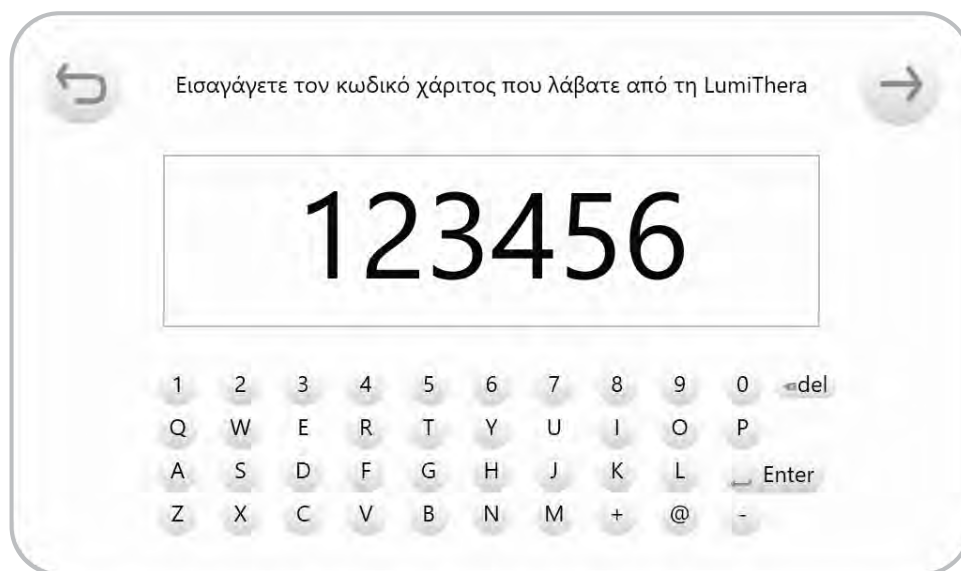 Εισαγάγετε τον κωδικό χάριτος που λάβατε από τη LumiThera
123456
1 2 3 4 5 6 7 8 9 0 del
Q W E R T Y U I O P
A S D F G H J K L Enter
Z X C V B N M + @ -